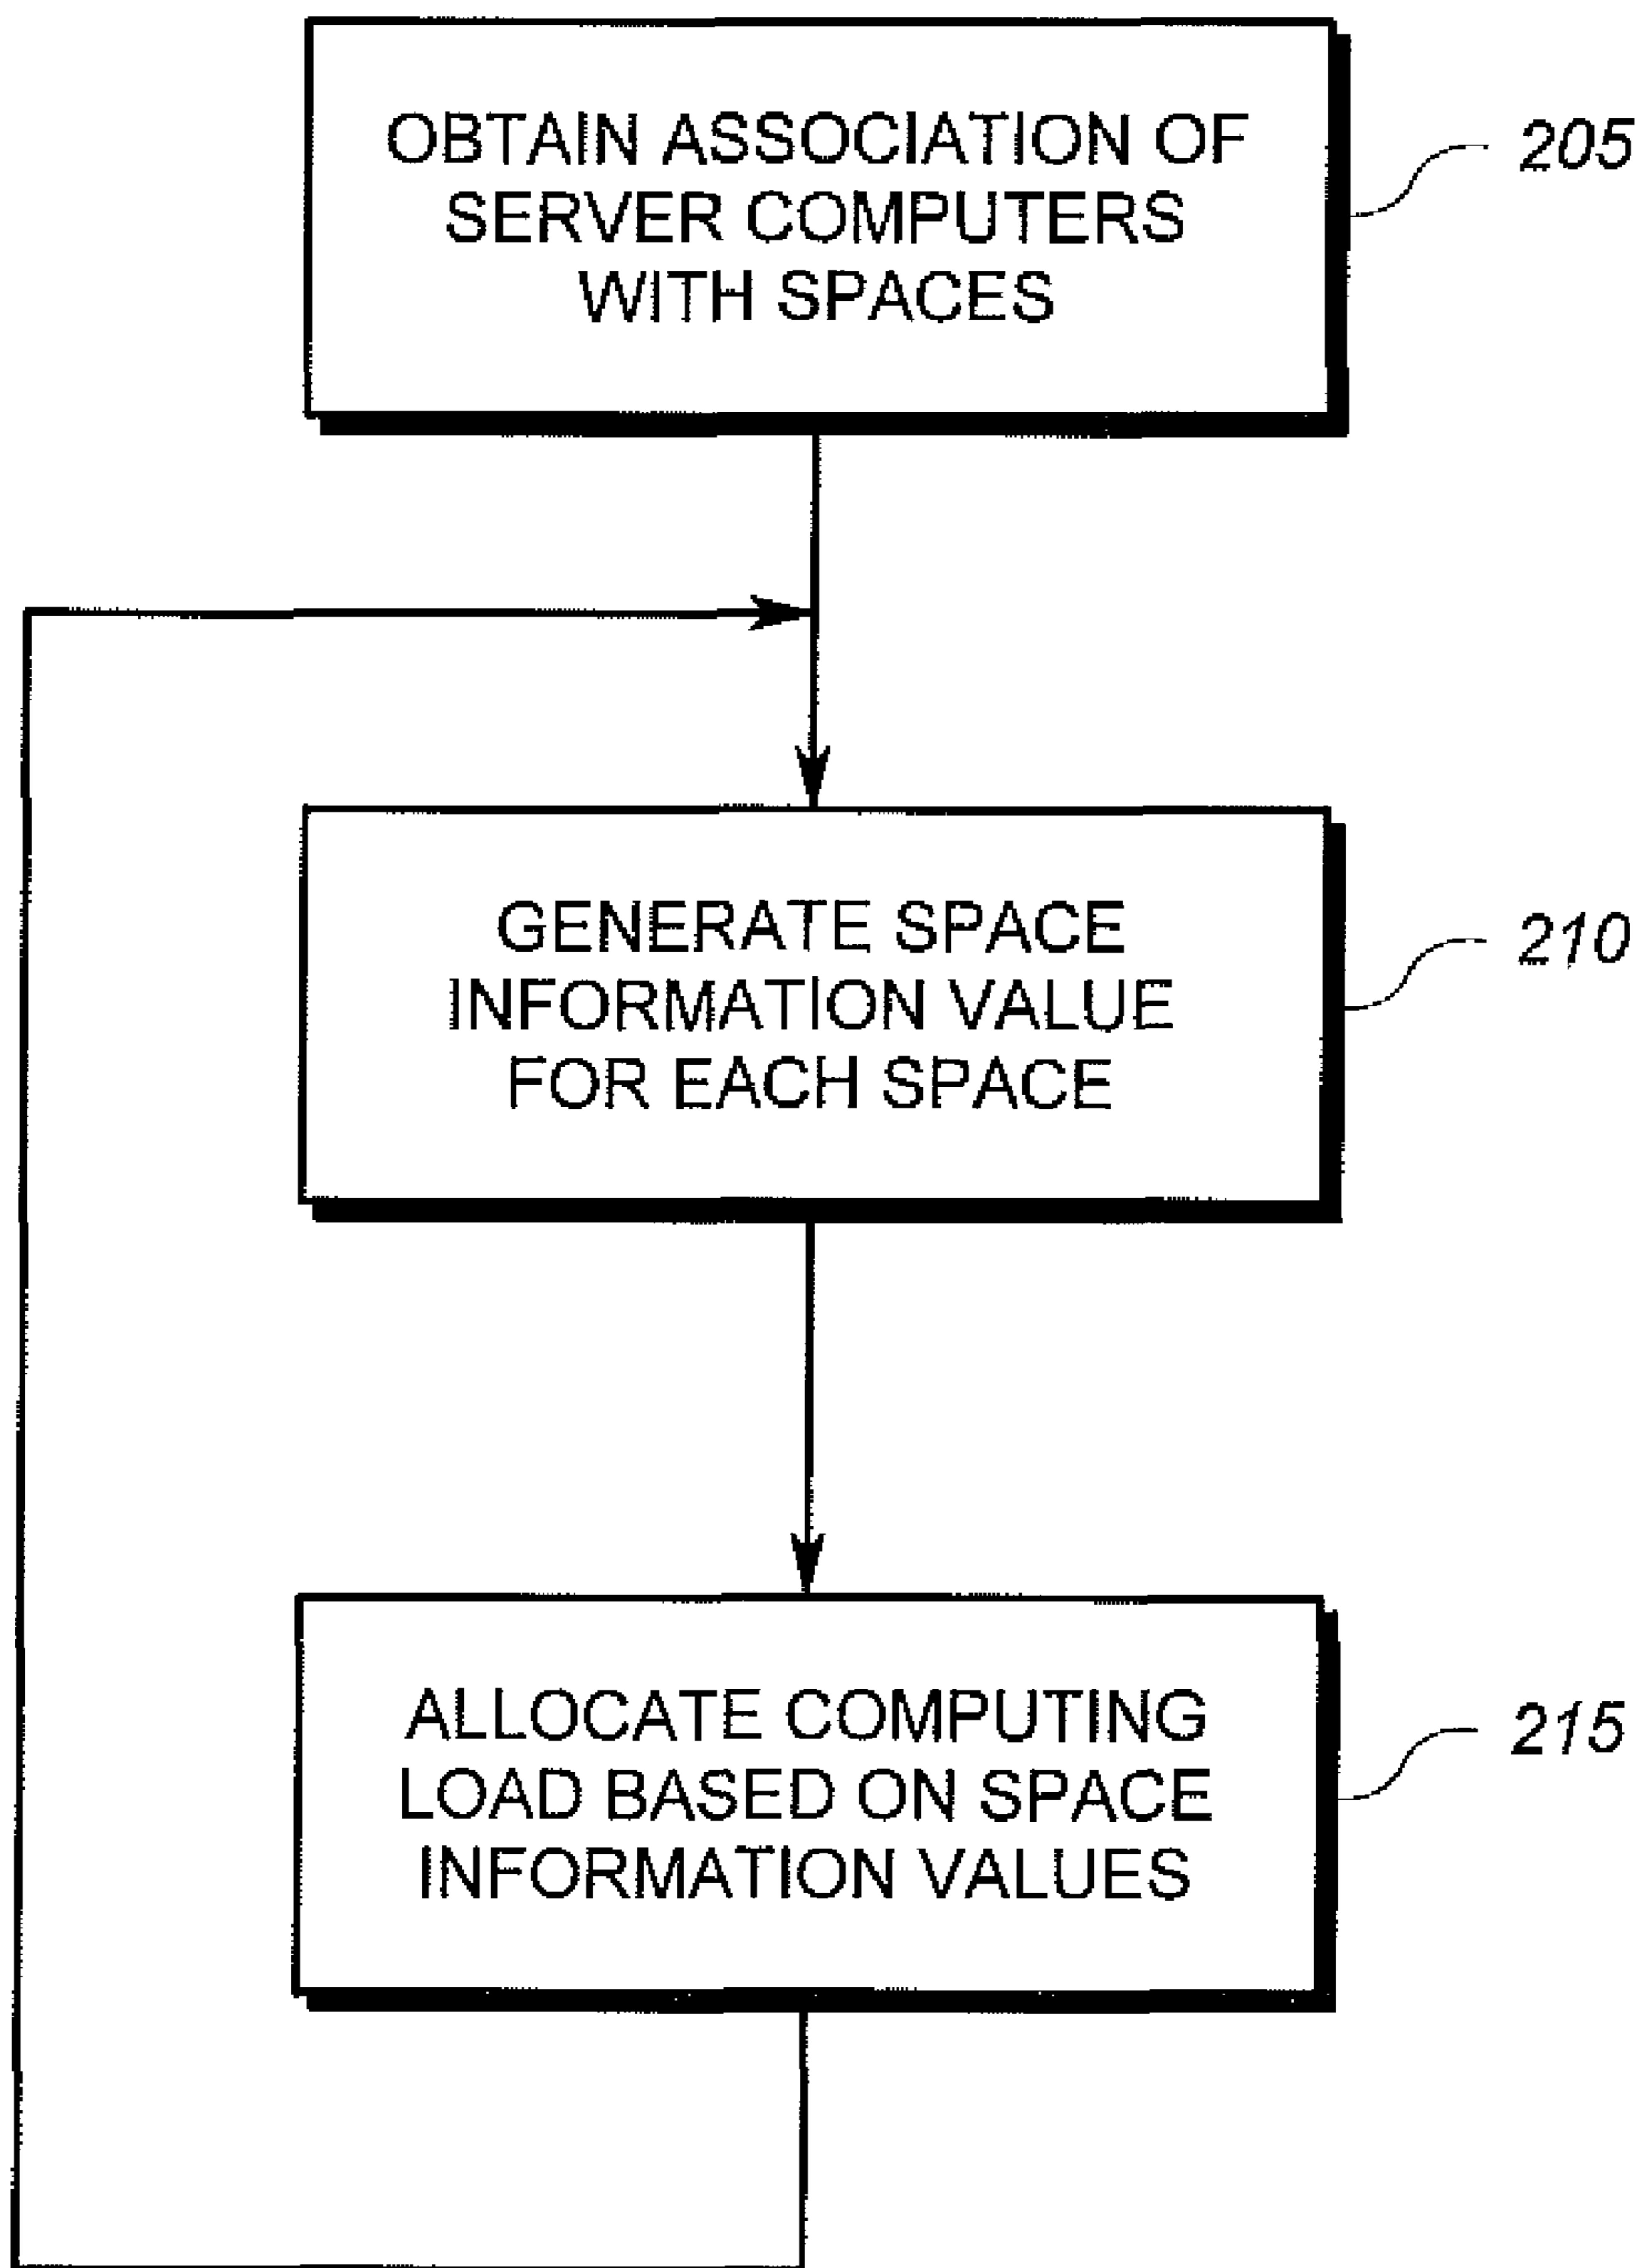 OBTAIN ASSOCIATION OF
SERVER COMPUTERS
WITH SPACES
205
GENERATE SPACE
INFORMATION VALUE
FOR EACH SPACE
210
ALLOCATE COMPUTING
LOAD BASED ON SPACE
INFORMATION VALUES
215